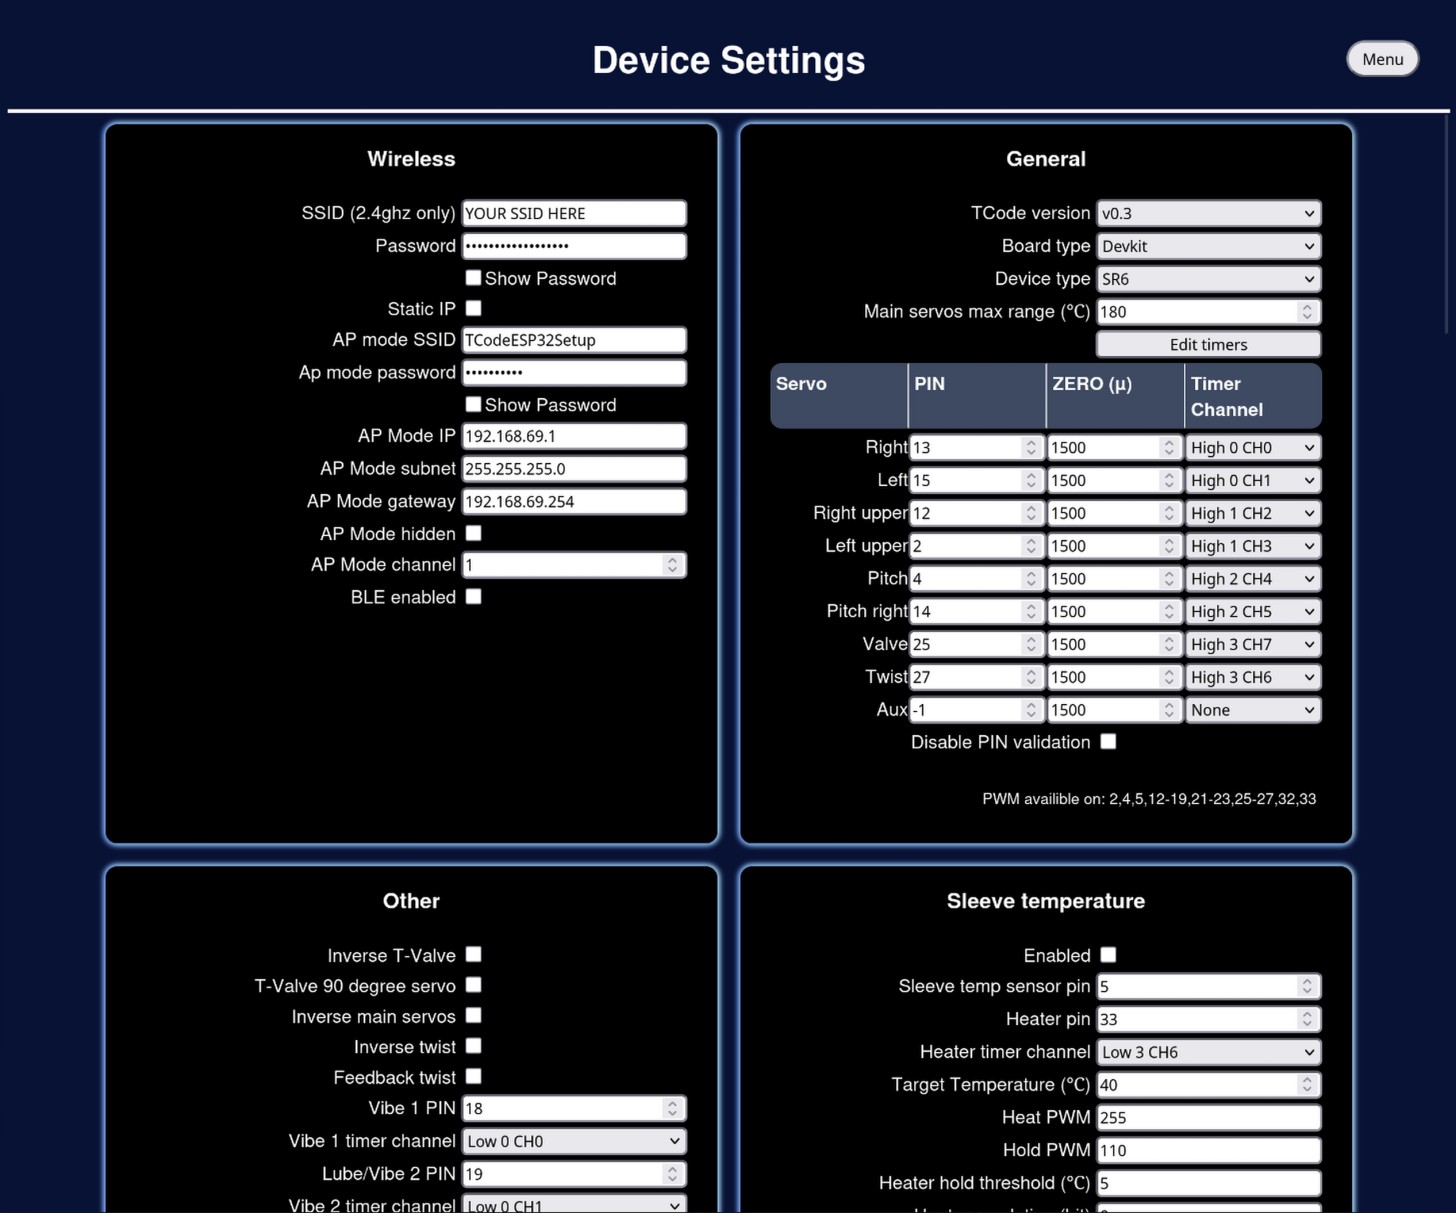 Device Settings
Menu
Wireless
SSID (2.4ghz only) YOUR SSID HERE
Password ••••••••••••••••••
Show Password
Static IP
AP mode SSID TCodeESP32Setup
Ap mode password ••••••••••
Show Password
AP Mode IP 192.168.69.1
AP Mode subnet 255.255.255.0
AP Mode gateway 192.168.69.254
AP Mode hidden
AP Mode channel 1
BLE enabled
General
TCode version v0.3
Board type Devkit
Device type SR6
Main servos max range (℃) 180
Edit timers
Servo PIN ZERO (µ) Timer
Channel
Right 13 1500 High 0 CH0
Left 15 1500 High 0 CH1
Right upper 12 1500 High 1 CH2
Left upper 2 1500 High 1 CH3
Pitch 4 1500 High 2 CH4
Pitch right 14 1500 High 2 CH5
Valve 25 1500 High 3 CH7
Twist 27 1500 High 3 CH6
Aux -1 1500 None
Disable PIN validation
PWM availible on: 2,4,5,12-19,21-23,25-27,32,33
Other
Inverse T-Valve
T-Valve 90 degree servo
Inverse main servos
Inverse twist
Feedback twist
Vibe 1 PIN 18
Vibe 1 timer channel Low 0 CH0
Lube/Vibe 2 PIN 19
Vibe 2 timer channel Low 0 CH1
Sleeve temperature
Enabled
Sleeve temp sensor pin 5
Heater pin 33
Heater timer channel Low 3 CH6
Target Temperature (℃) 40
Heat PWM 255
Hold PWM 110
Heater hold threshold (℃) 5